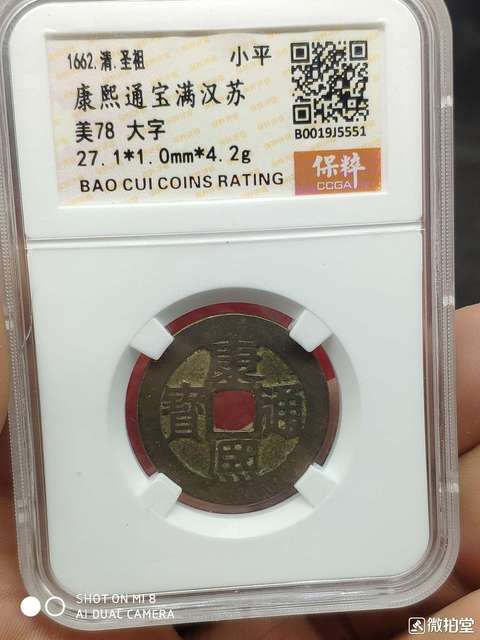 1662.清.圣祖 小平
康熙通宝满汉苏
美78 大字
27.1*1.0mm*4.2g
B0019J5551
BAO CUI COINS RATING
保粹
CCGA
康熙通寶
SHOT ON MI 8
AI DUAL CAMERA
微拍堂